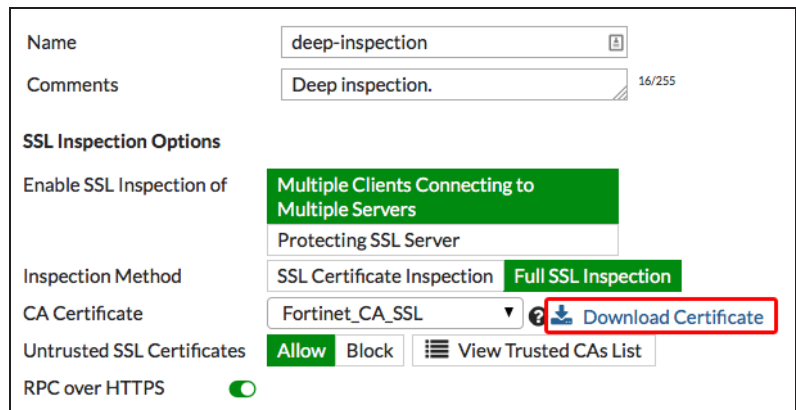 Name deep-inspection
Comments Deep inspection. 16/255
SSL Inspection Options
Enable SSL Inspection of Multiple Clients Connecting to
Multiple Servers
Protecting SSL Server
Inspection Method SSL Certificate Inspection Full SSL Inspection
CA Certificate Fortinet_CA_SSL ? Download Certificate
Untrusted SSL Certificates Allow Block View Trusted CAs List
RPC over HTTPS